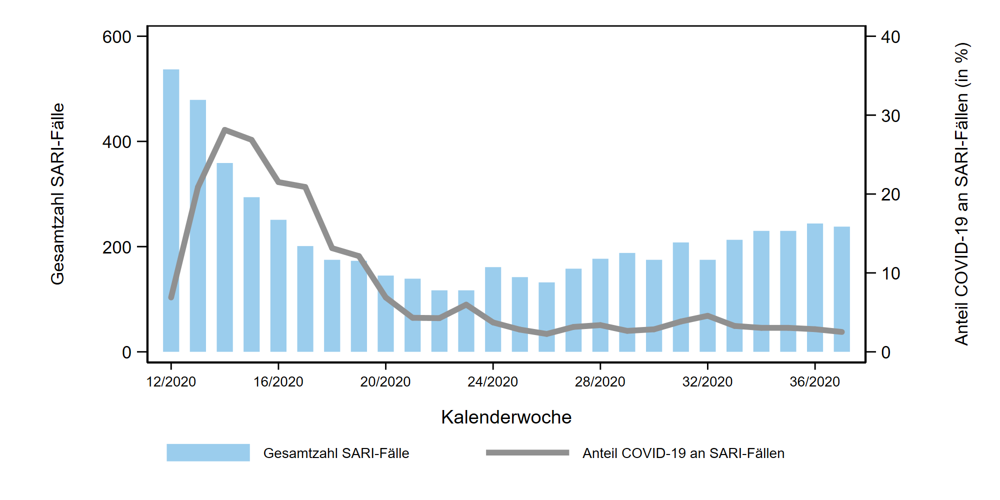 600
400
200
0
Gesamtzahl SARI-Fälle
40
30
20
10
0
Anteil COVID-19 an SARI-Fällen (in %)
12/2020 16/2020 20/2020 24/2020 28/2020 32/2020 36/2020
Kalenderwoche
Gesamtzahl SARI-Fälle Anteil COVID-19 an SARI-Fällen